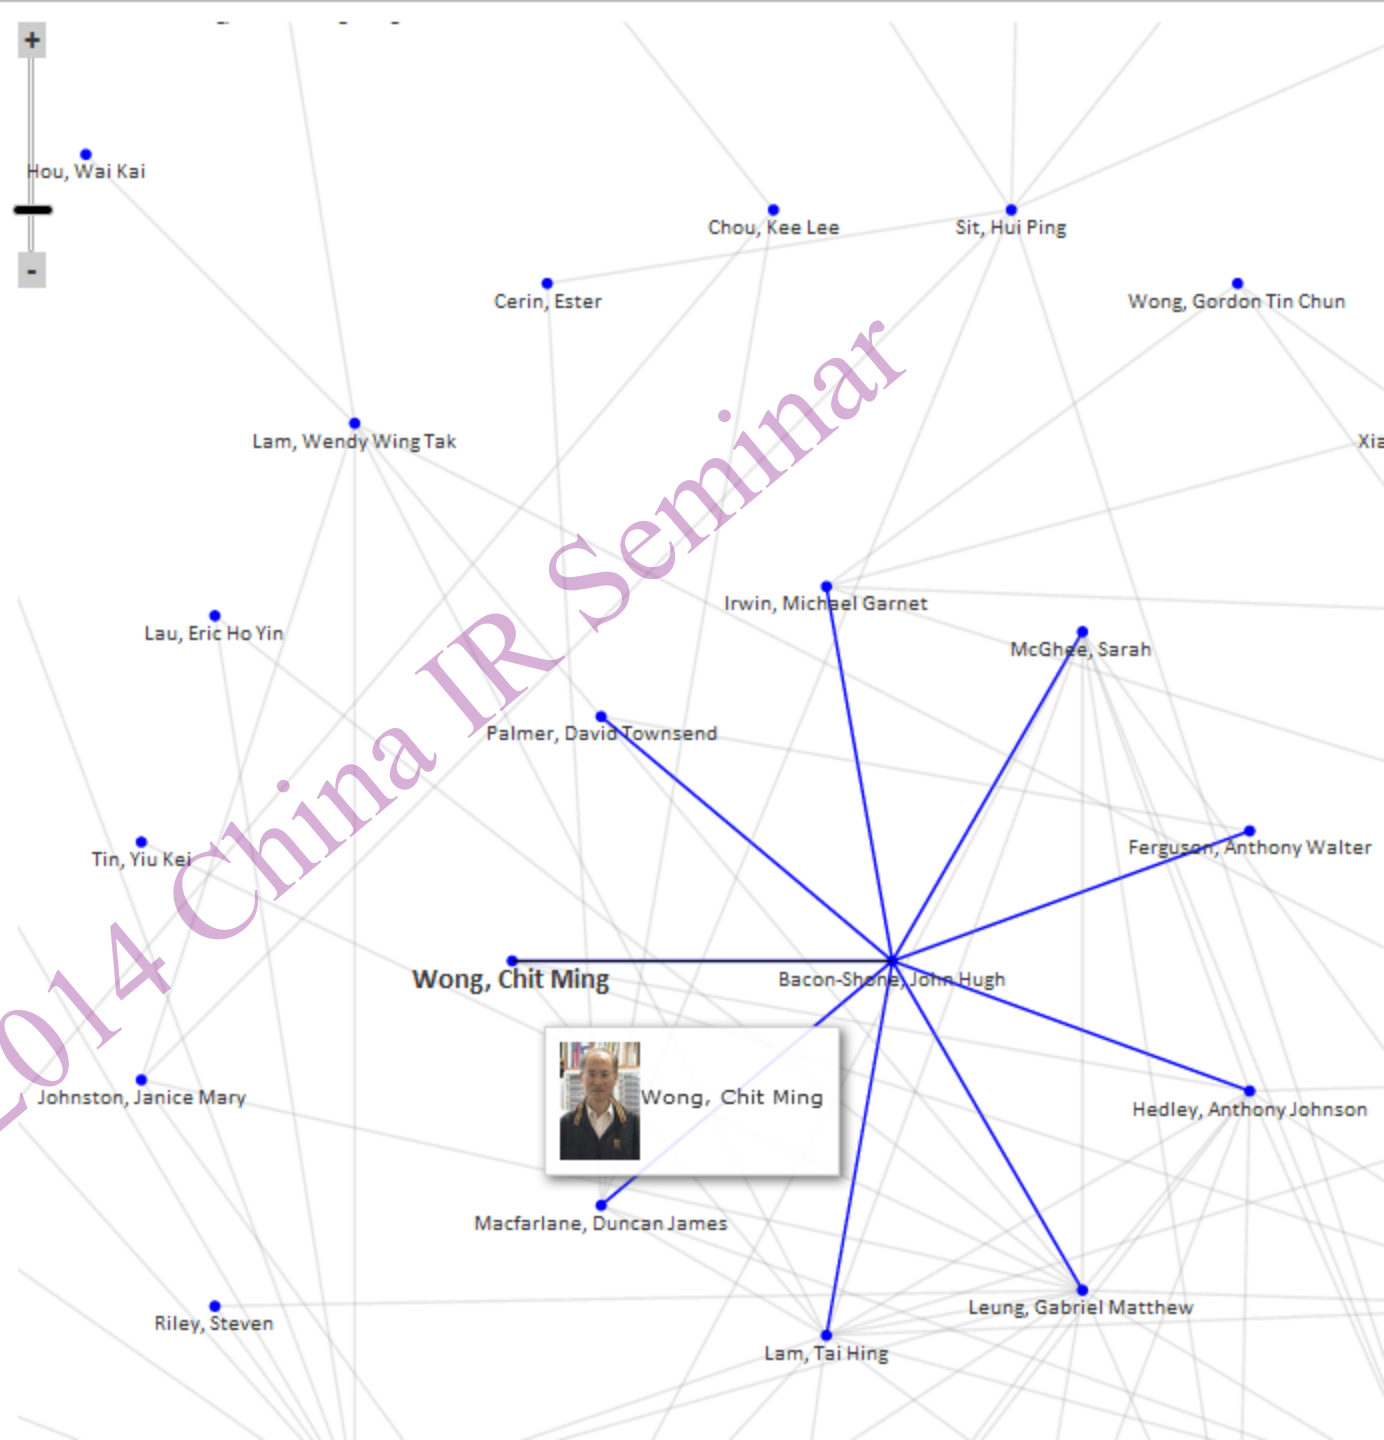 +
Hou, Wai Kai
-
Chou, Kee Lee
Sit, Hui Ping
Cerin, Ester
Wong, Gordon Tin Chun
Lam, Wendy Wing Tak
Irwin, Michael Garnet
Lau, Eric Ho Yin
McGhee, Sarah
Palmer, David Townsend
Ferguson, Anthony Walter
Tin, Yiu Kei
Wong, Chit Ming
Bacon-Shone, John Hugh
Wong, Chit Ming
Johnston, Janice Mary
Hedley, Anthony Johnson
Macfarlane, Duncan James
Leung, Gabriel Matthew
Riley, Steven
Lam, Tai Hing
2014 China IR Seminar